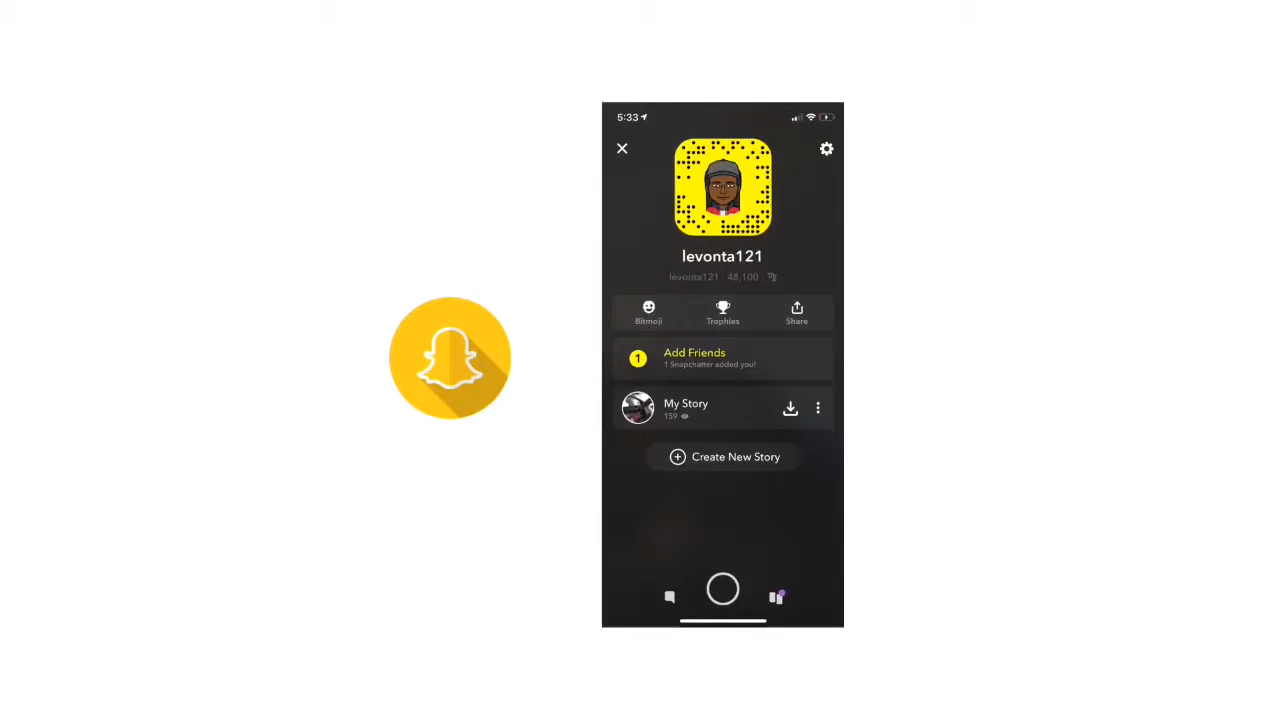 5:33
levonta121
levonta121 48,100
Bitmoji Trophies Share
1 Add Friends
1 Snapchatter added you!
My Story
159
Create New Story